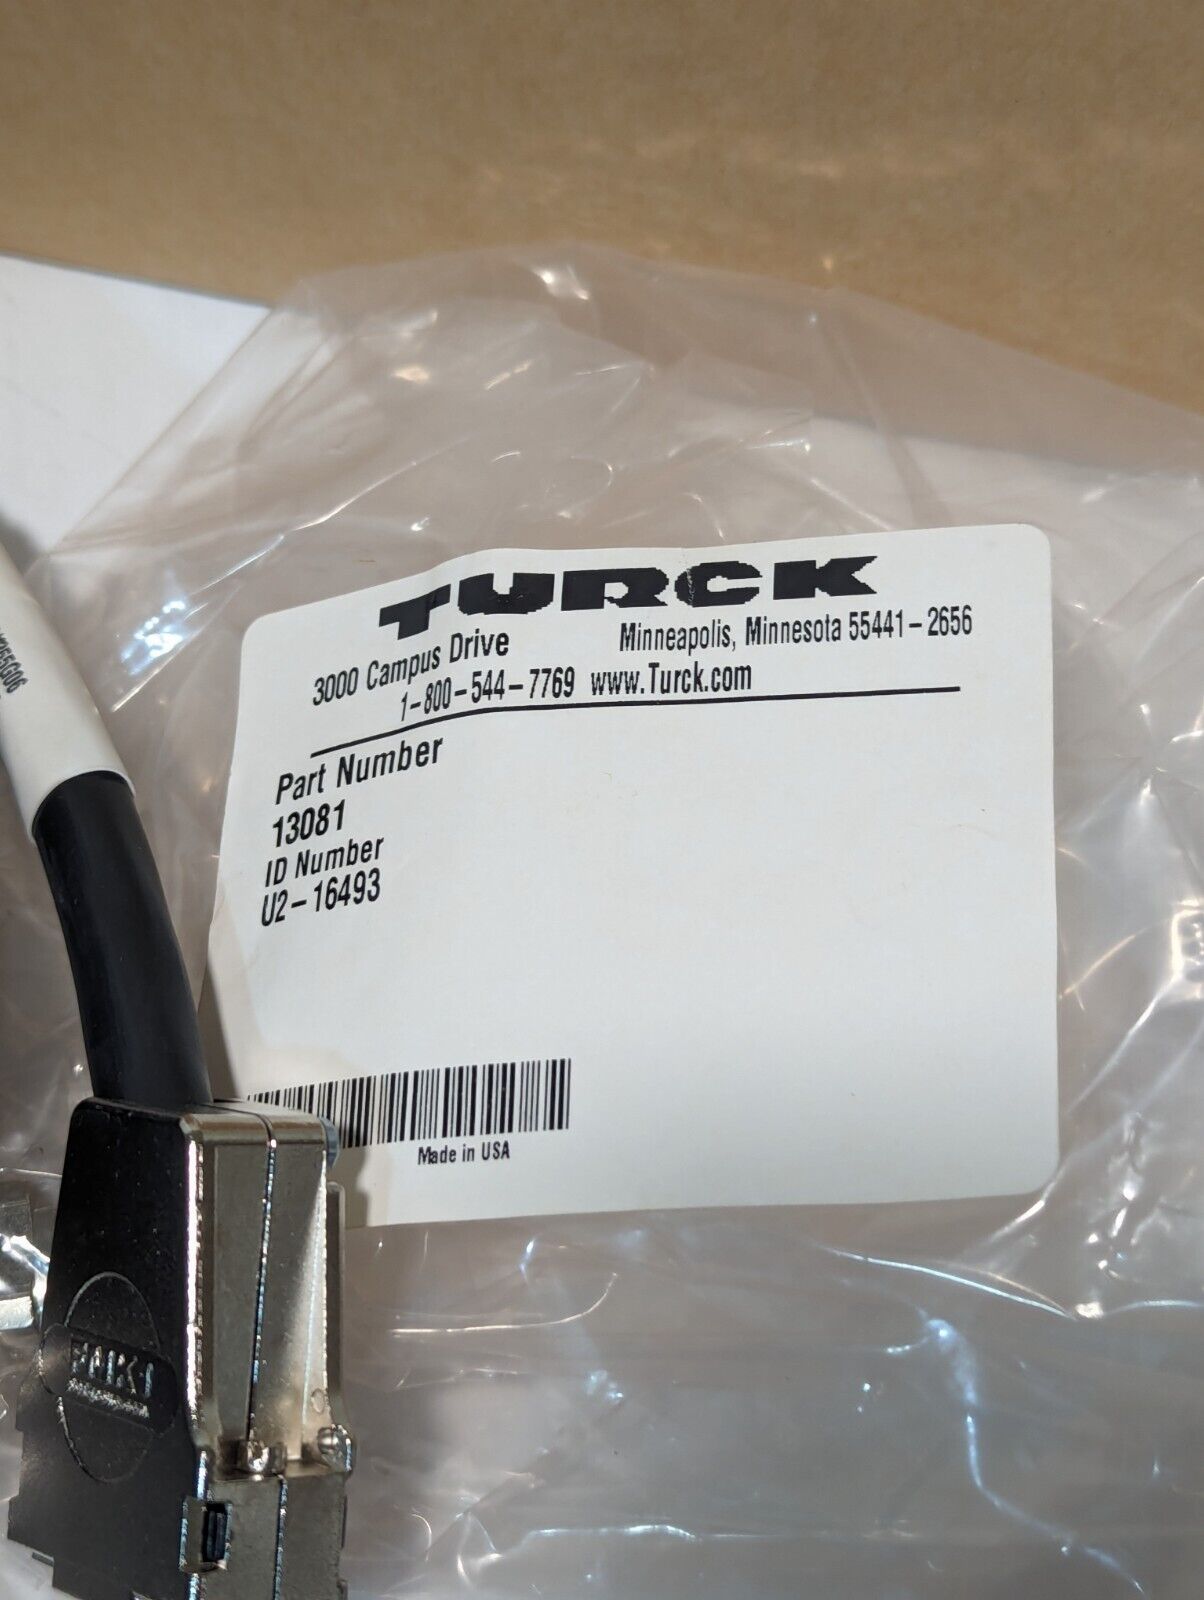 TURCK
3000 Campus Drive Minneapolis, Minnesota 55441-2656
1-800-544-7769 www.Turck.com
Part Number
13081
ID Number
U2-16493
Made in USA